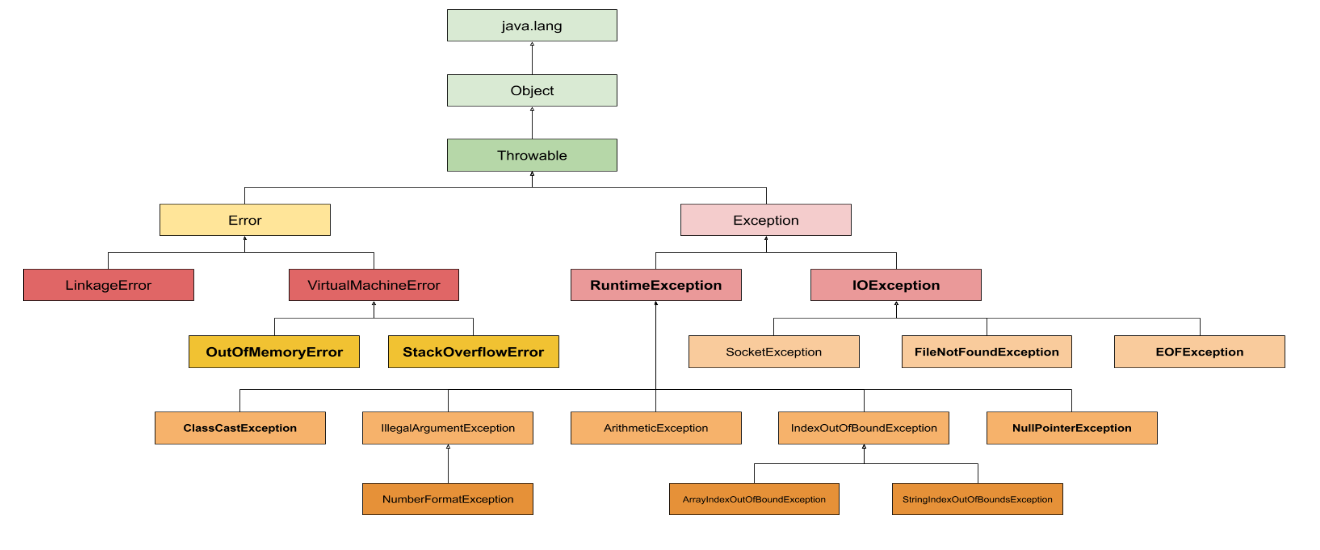 java.lang
Object
Throwable
Error
Exception
LinkageError
VirtualMachineError
RuntimeException
IOException
OutOfMemoryError
StackOverflowError
SocketException
FileNotFoundException
EOFException
ClassCastException
IllegalArgumentException
ArithmeticException
IndexOutOfBoundException
NullPointerException
NumberFormatException
ArrayIndexOutOfBoundException
StringIndexOutOfBoundsException